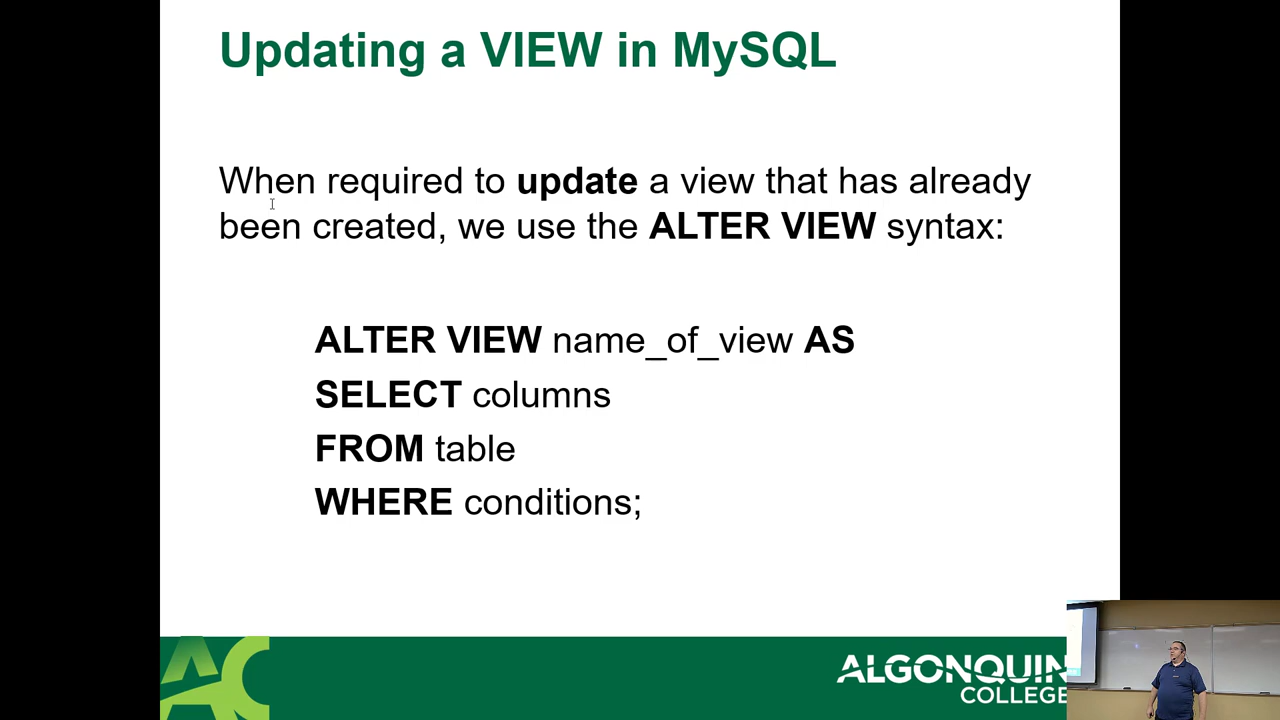 Updating a VIEW in MySQL
When required to update a view that has already
been created, we use the ALTER VIEW syntax:
ALTER VIEW name_of_view AS
SELECT columns
FROM table
WHERE conditions;
AC
ALGONQUIN
COLLEGE